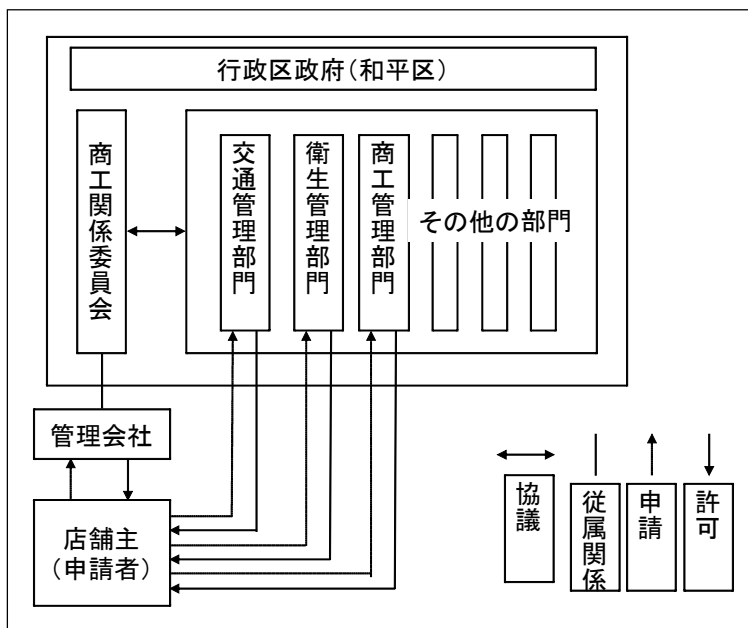 行政区政府(和平区)
商工関係委員会
交通管理部門
衛生管理部門
商工管理部門
その他の部門
管理会社
店舗主
(申請者)
協議
従属関係
申請
許可